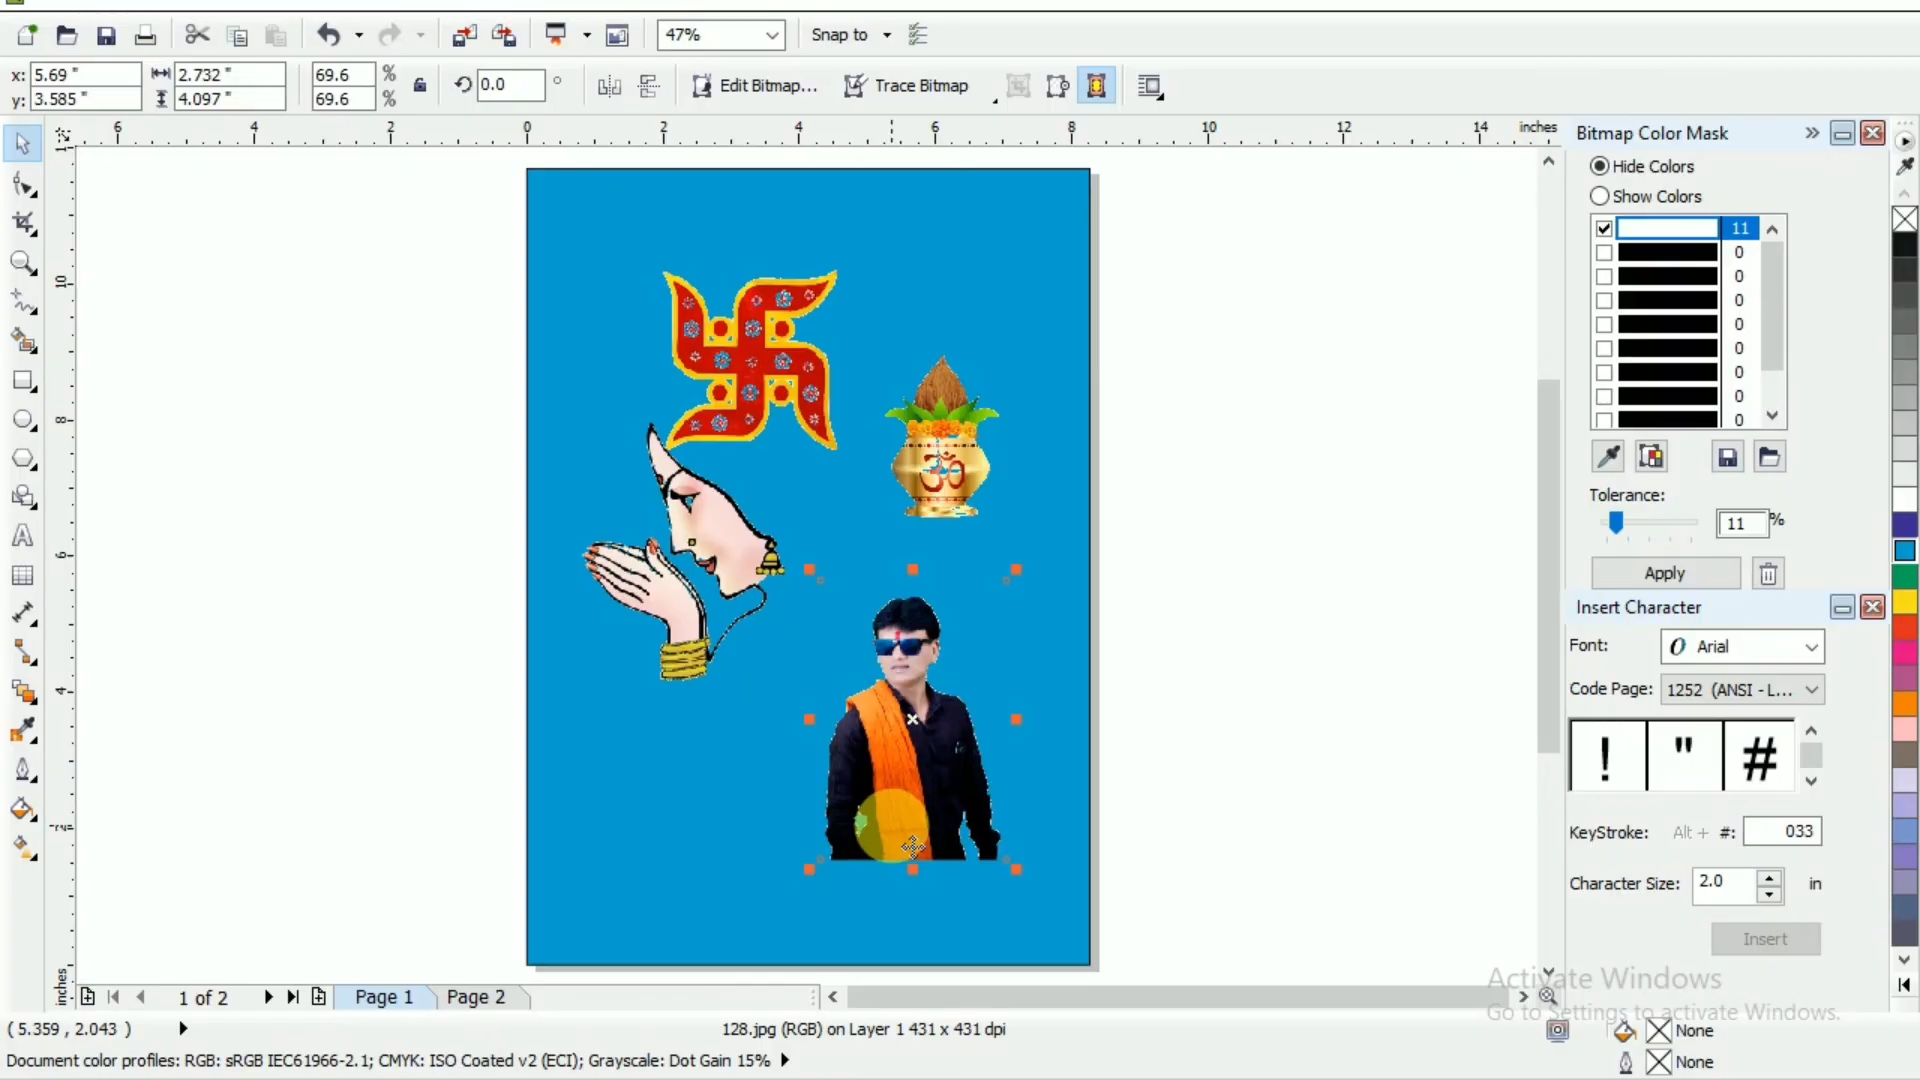 47%
Snap to
x: 5.69 "
2.732 "
69.6 %
0.0 °
Edit Bitmap...
Trace Bitmap
y: 3.585 "
4.097 "
69.6 %
6 4 2 0 2 4 6 8 10 12 14 inches
10
8
6
4
2
inches
ॐ
Bitmap Color Mask
Hide Colors
Show Colors
11
0
0
0
0
0
0
0
0
Tolerance:
11 %
Apply
Insert Character
Font: O Arial
Code Page: 1252 (ANSI - L...
! " #
KeyStroke: Alt + #: 033
Character Size: 2.0 in
Insert
Activate Windows
Go to Settings to activate Windows.
1 of 2
Page 1
Page 2
( 5.359 , 2.043 )
128.jpg (RGB) on Layer 1 431 x 431 dpi
None
Document color profiles: RGB: sRGB IEC61966-2.1; CMYK: ISO Coated v2 (ECI); Grayscale: Dot Gain 15%
None